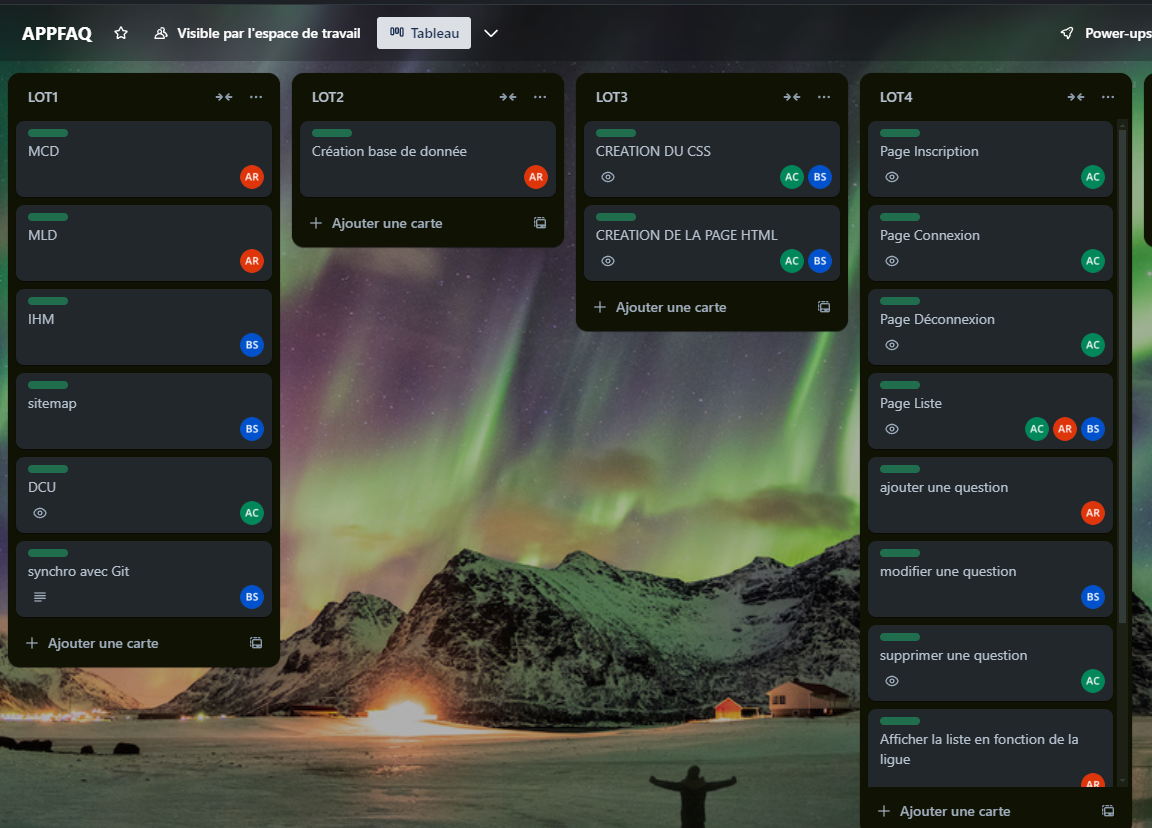 APPFAQ
Visible par l'espace de travail
Tableau
Power-ups
LOT1
MCD
AR
MLD
AR
IHM
BS
sitemap
BS
DCU
AC
synchro avec Git
BS
Ajouter une carte
LOT2
Création base de donnée
AR
Ajouter une carte
LOT3
CREATION DU CSS
AC BS
CREATION DE LA PAGE HTML
AC BS
Ajouter une carte
LOT4
Page Inscription
AC
Page Connexion
AC
Page Déconnexion
AC
Page Liste
AC AR BS
ajouter une question
AR
modifier une question
BS
supprimer une question
AC
Afficher la liste en fonction de la
ligue
AR
Ajouter une carte